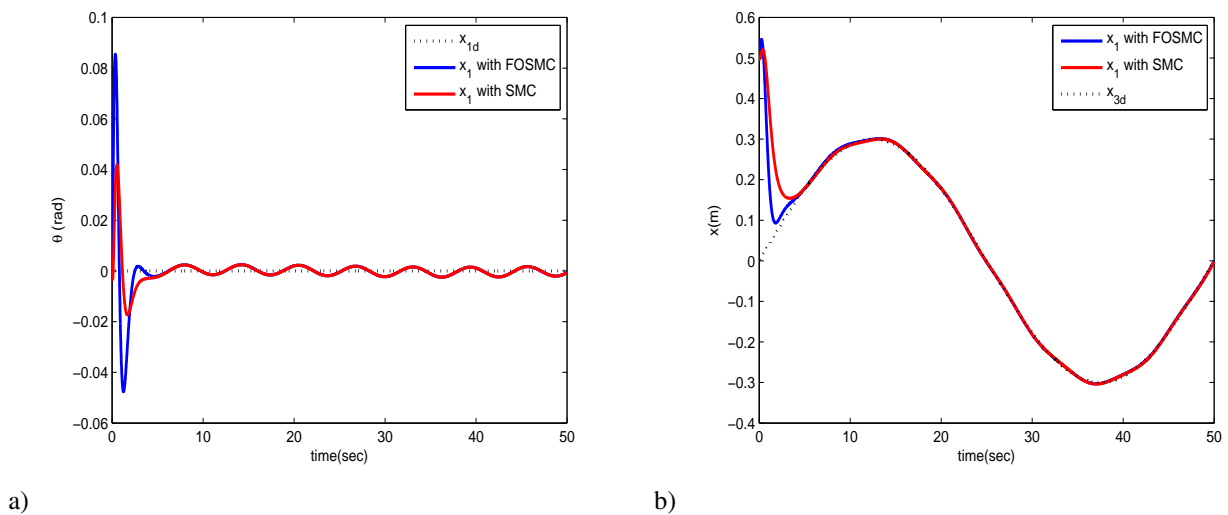 0.1
0.08
0.06
0.04
0.02
0
−0.02
−0.04
−0.06
θ (rad)
0
10
20
30
40
50
time(sec)
x1d
x1 with FOSMC
x1 with SMC
a)
0.6
0.5
0.4
0.3
0.2
0.1
0
−0.1
−0.2
−0.3
−0.4
x(m)
0
10
20
30
40
50
time(sec)
x1 with FOSMC
x1 with SMC
x3d
b)